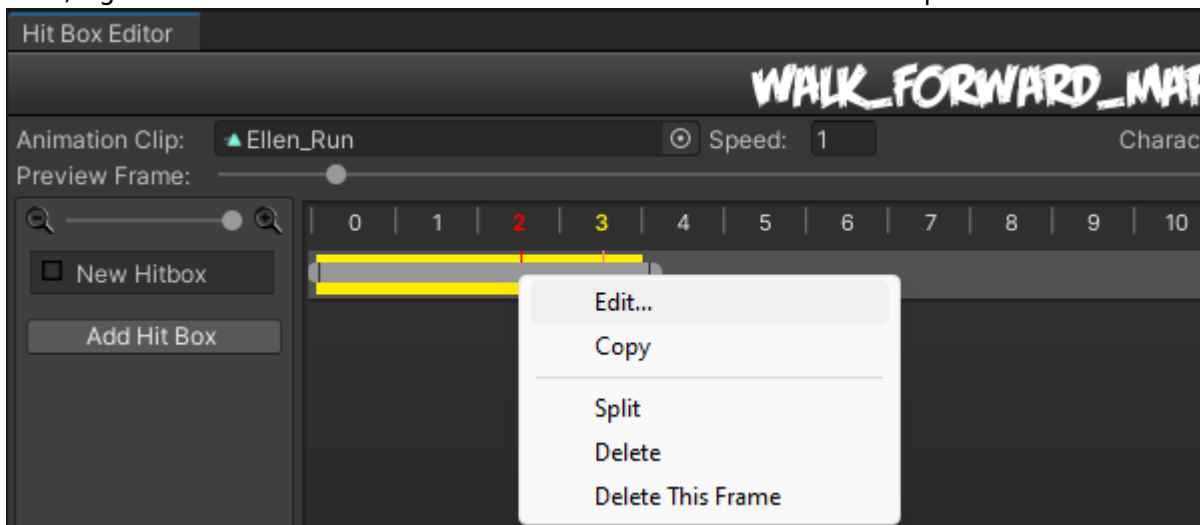 Hit Box Editor
WALK_FORWARD_MAR
Animation Clip: Ellen_Run Speed: 1 Charac
Preview Frame:
0 1 2 3 4 5 6 7 8 9 10
New Hitbox
Add Hit Box
Edit...
Copy
Split
Delete
Delete This Frame